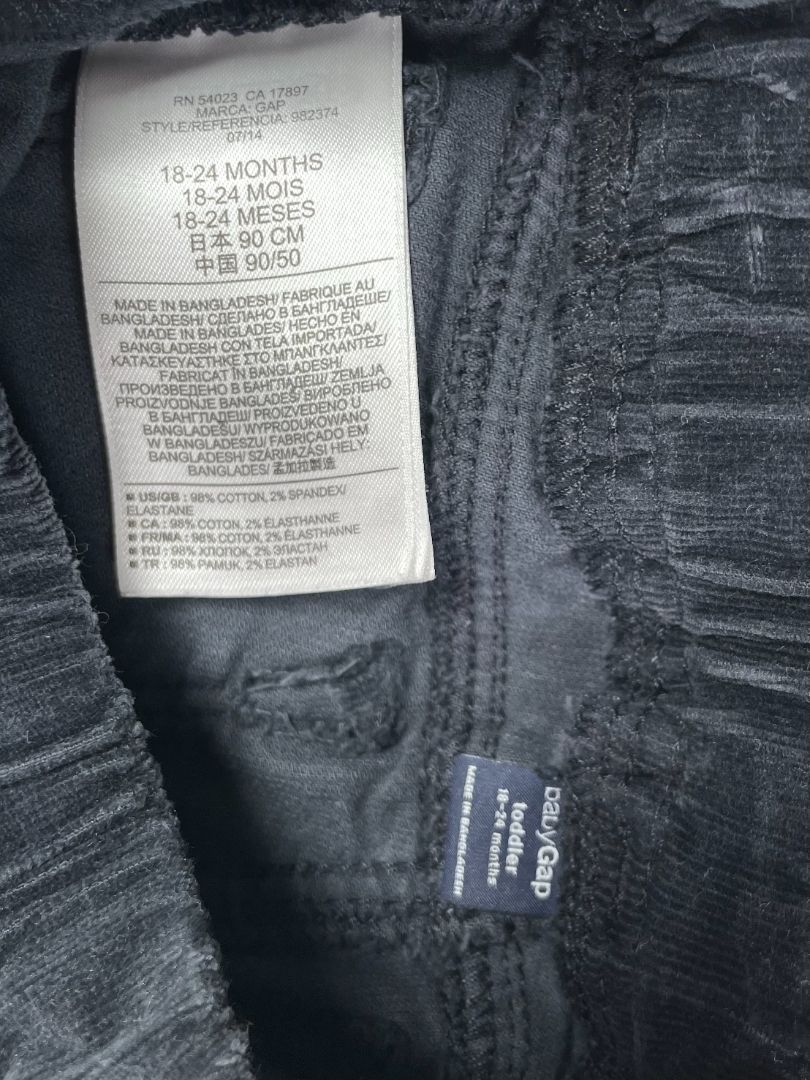 RN 54023 CA 17897
MARCA: GAP
STYLE/REFERENCIA: 982374
07/14
18-24 MONTHS
18-24 MOIS
18-24 MESES
日本 90 CM
中国 90/50
MADE IN BANGLADESH/ FABRIQUE AU
BANGLADESH/ СДЕЛАНО В БАНГЛАДЕШЕ/
MADE IN BANGLADES/ HECHO EN
BANGLADESH CON TELA IMPORTADA/
ΚΑΤΑΣΚΕΥΑΣΤΗΚΕ ΣΤΟ ΜΠΑΝΓΚΛΑΝΤΕΣ/
FABRICAT ÎN BANGLADESH/
ПРОИЗВЕДЕНО В БАНГЛАДЕШ/ ZEMLJA
PROIZVODNJE BANGLADEŠ/ ВИРОБЛЕНО
В БАНГЛАДЕШ/ PROIZVEDENO U
BANGLADEŠU/ WYPRODUKOWANO
W BANGLADESZU/ FABRICADO EM
BANGLADESH/ SZÁRMAZÁSI HELY:
BANGLADES/ 孟加拉製造
US/GB : 98% COTTON, 2% SPANDEX/
ELASTANE
CA : 98% COTON, 2% ÉLASTHANNE
FR/MA : 98% COTON, 2% ÉLASTHANNE
RU : 98% ХЛОПОК, 2% ЭЛАСТАН
TR : 98% PAMUK, 2% ELASTAN
babyGap
toddler
18-24 months
MADE IN BANGLADESH